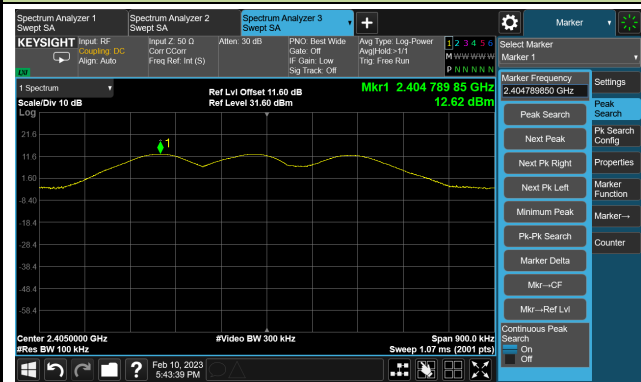 Spectrum Analyzer 1
Swept SA
Spectrum Analyzer 2
Swept SA
Spectrum Analyzer 3
Swept SA
Marker
KEYSIGHT
Input: RF
Coupling: DC
Align: Auto
Input Z: 50 Ω
Corr CCorr
Freq Ref: Int (S)
Atten: 30 dB
PNO: Best Wide
Gate: Off
IF Gain: Low
Sig Track: Off
Avg Type: Log-Power
Avg|Hold:>1/1
Trig: Free Run
1 2 3 4 5 6
M W W W W W
P N N N N N
LXI
Select Marker
Marker 1
1 Spectrum
Scale/Div 10 dB
Log
Ref Lvl Offset 11.60 dB
Ref Level 31.60 dBm
Mkr1 2.404 789 85 GHz
12.62 dBm
1
21.6
11.6
1.60
-8.40
-18.4
-28.4
-38.4
-48.4
-58.4
Center 2.4050000 GHz
#Res BW 100 kHz
#Video BW 300 kHz
Span 900.0 kHz
Sweep 1.07 ms (2001 pts)
Marker Frequency
2.404789850 GHz
Peak Search
Next Peak
Next Pk Right
Next Pk Left
Minimum Peak
Pk-Pk Search
Marker Delta
Mkr→CF
Mkr→Ref Lvl
Continuous Peak
Search
On
Off
Settings
Peak
Search
Pk Search
Config
Properties
Marker
Function
Marker→
Counter
?
Feb 10, 2023
5:43:39 PM